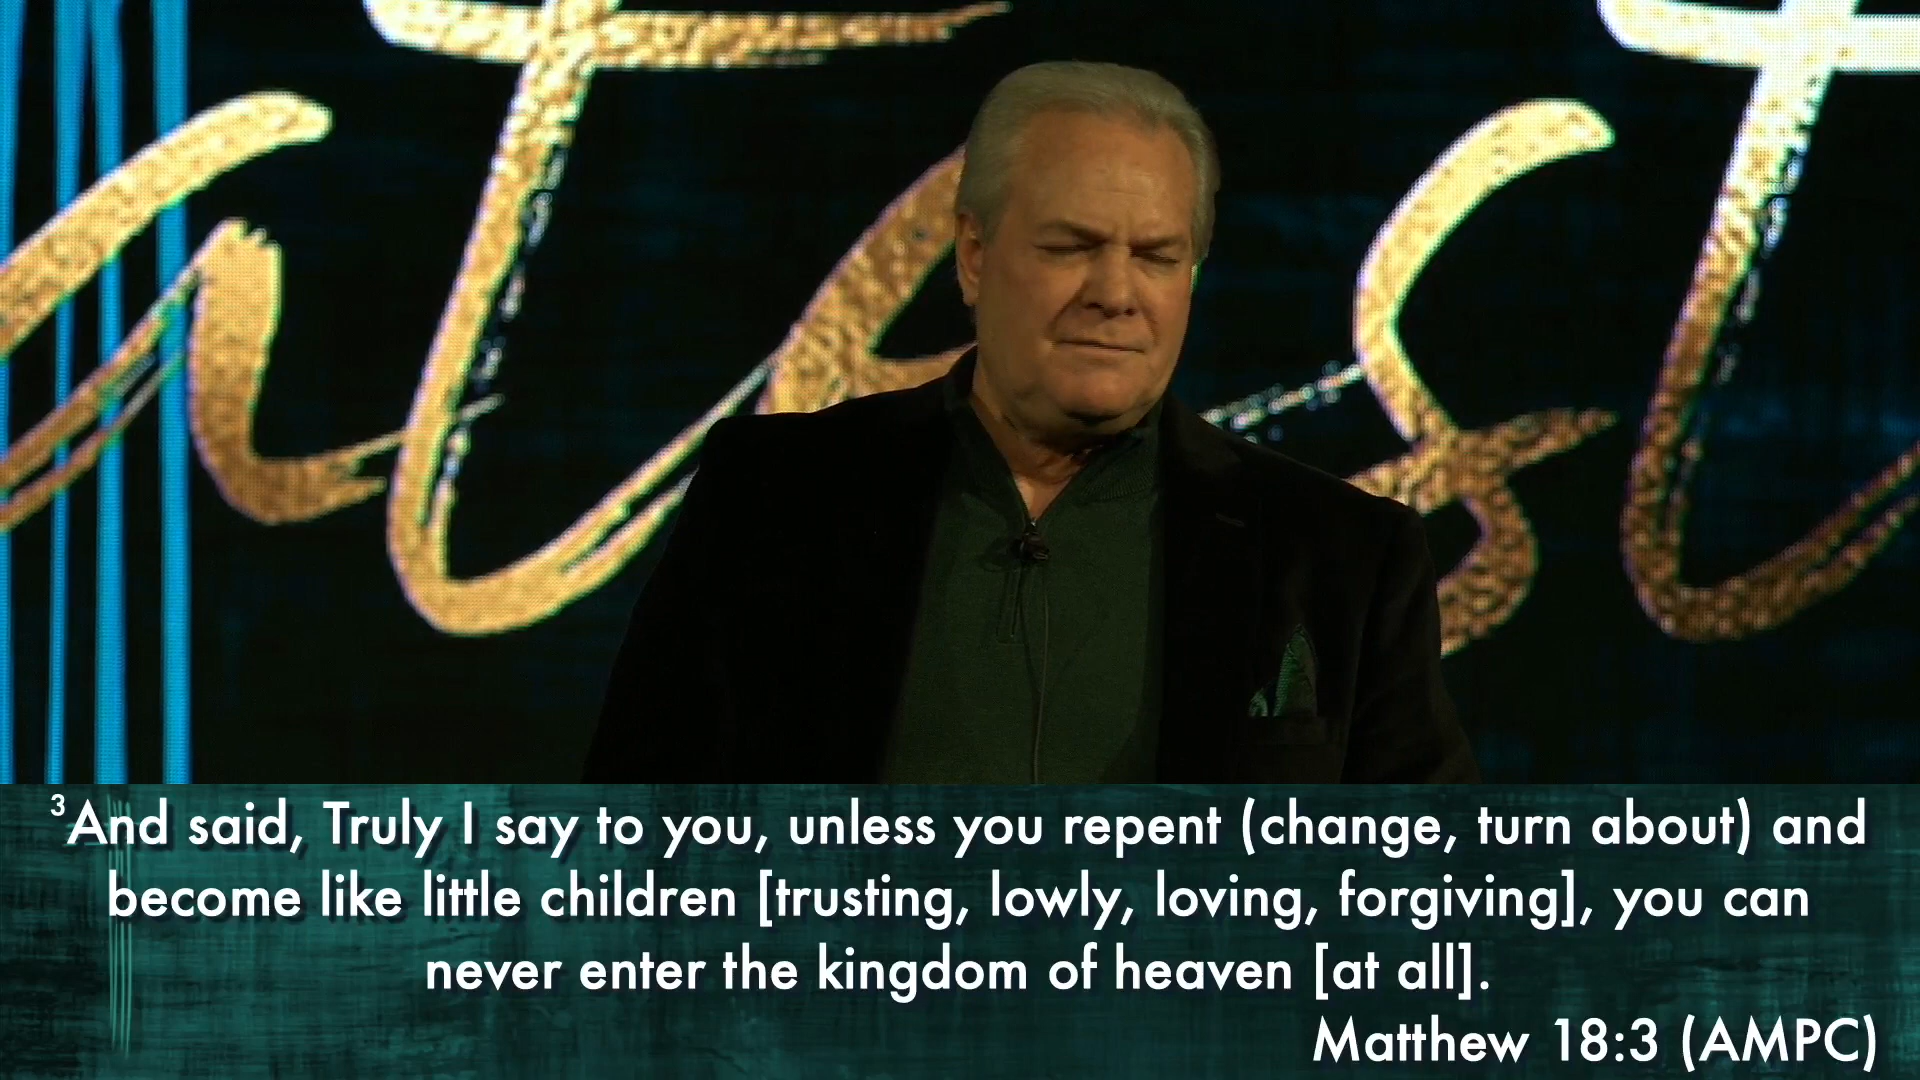 atest
³And said, Truly I say to you, unless you repent (change, turn about) and
become like little children [trusting, lowly, loving, forgiving], you can
never enter the kingdom of heaven [at all].
Matthew 18:3 (AMPC)